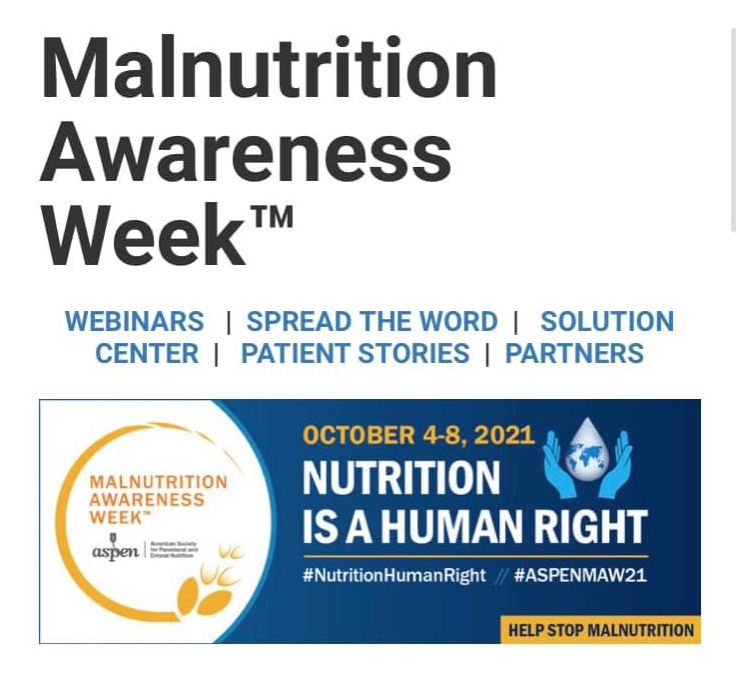 Malnutrition
Awareness
Week™
WEBINARS | SPREAD THE WORD | SOLUTION
CENTER | PATIENT STORIES | PARTNERS
MALNUTRITION
AWARENESS
WEEK™
aspen | American Society
for Parenteral and
Enteral Nutrition
OCTOBER 4-8, 2021
NUTRITION
IS A HUMAN RIGHT
#NutritionHumanRight // #ASPENMAW21
HELP STOP MALNUTRITION